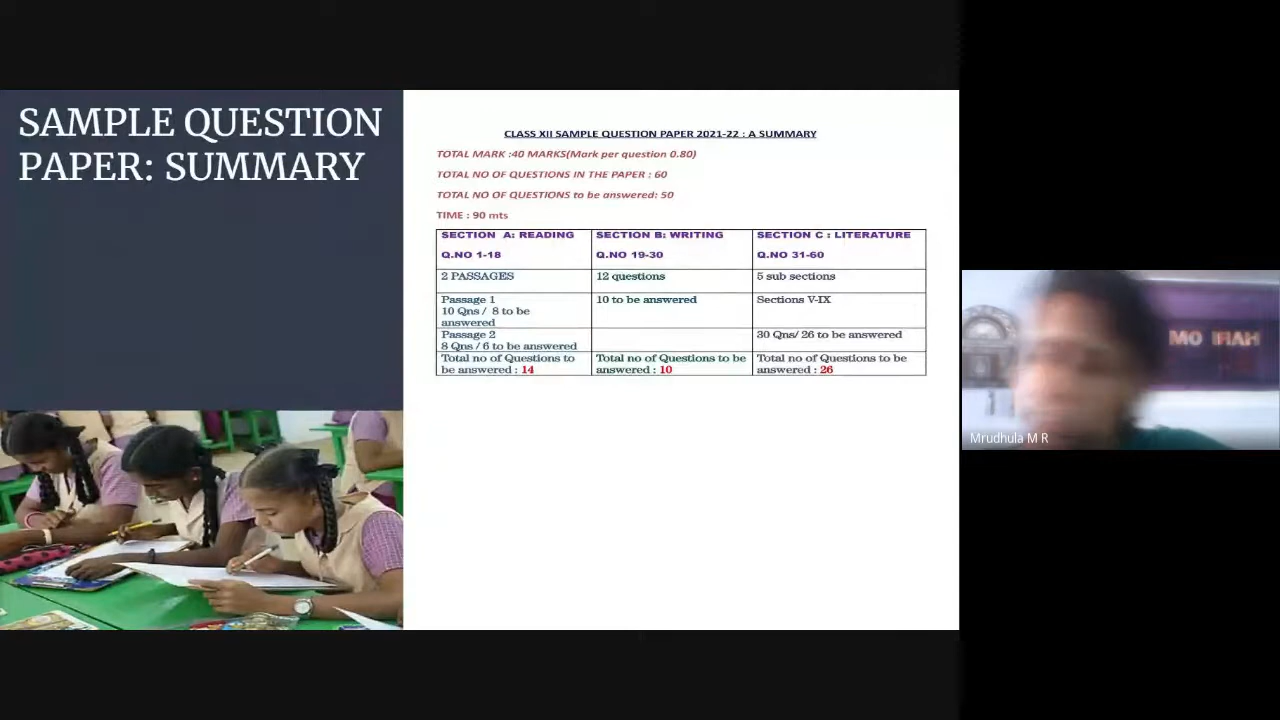 SAMPLE QUESTION
PAPER: SUMMARY
CLASS XII SAMPLE QUESTION PAPER 2021-22 : A SUMMARY
TOTAL MARK :40 MARKS(Mark per question 0.80)
TOTAL NO OF QUESTIONS IN THE PAPER : 60
TOTAL NO OF QUESTIONS to be answered: 50
TIME : 90 mts
SECTION A: READING
Q.NO 1-18
SECTION B: WRITING
Q.NO 19-30
SECTION C : LITERATURE
Q.NO 31-60
2 PASSAGES
12 questions
5 sub sections
Passage 1
10 Qns / 8 to be
answered
10 to be answered
Sections V-IX
Passage 2
8 Qns / 6 to be answered
30 Qns/ 26 to be answered
Total no of Questions to
be answered : 14
Total no of Questions to be
answered : 10
Total no of Questions to be
answered : 26
Mrudhula M R